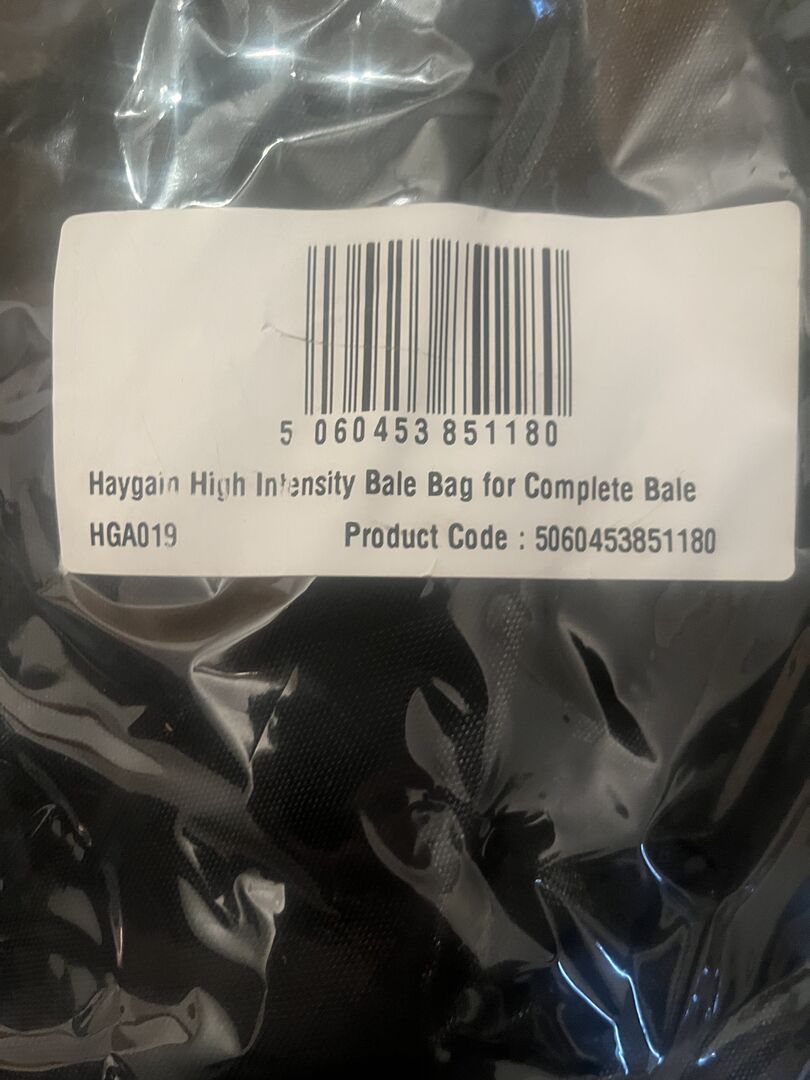 5 060453 851180
Haygain High Intensity Bale Bag for Complete Bale
HGA019 Product Code : 5060453851180